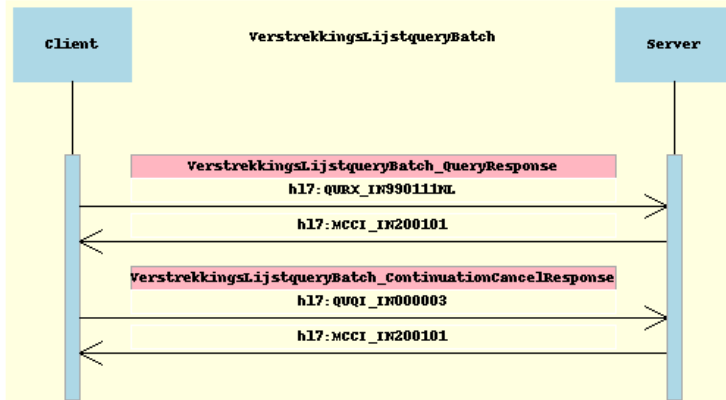 Client
VerstrekkingsLijstqueryBatch
Server
VerstrekkingsLijstqueryBatch_QueryResponse
hl7:QURX_IN990111NL
hl7:MCCI_IN200101
VerstrekkingsLijstqueryBatch_ContinuationCancelResponse
hl7:QUQI_IN000003
hl7:MCCI_IN200101